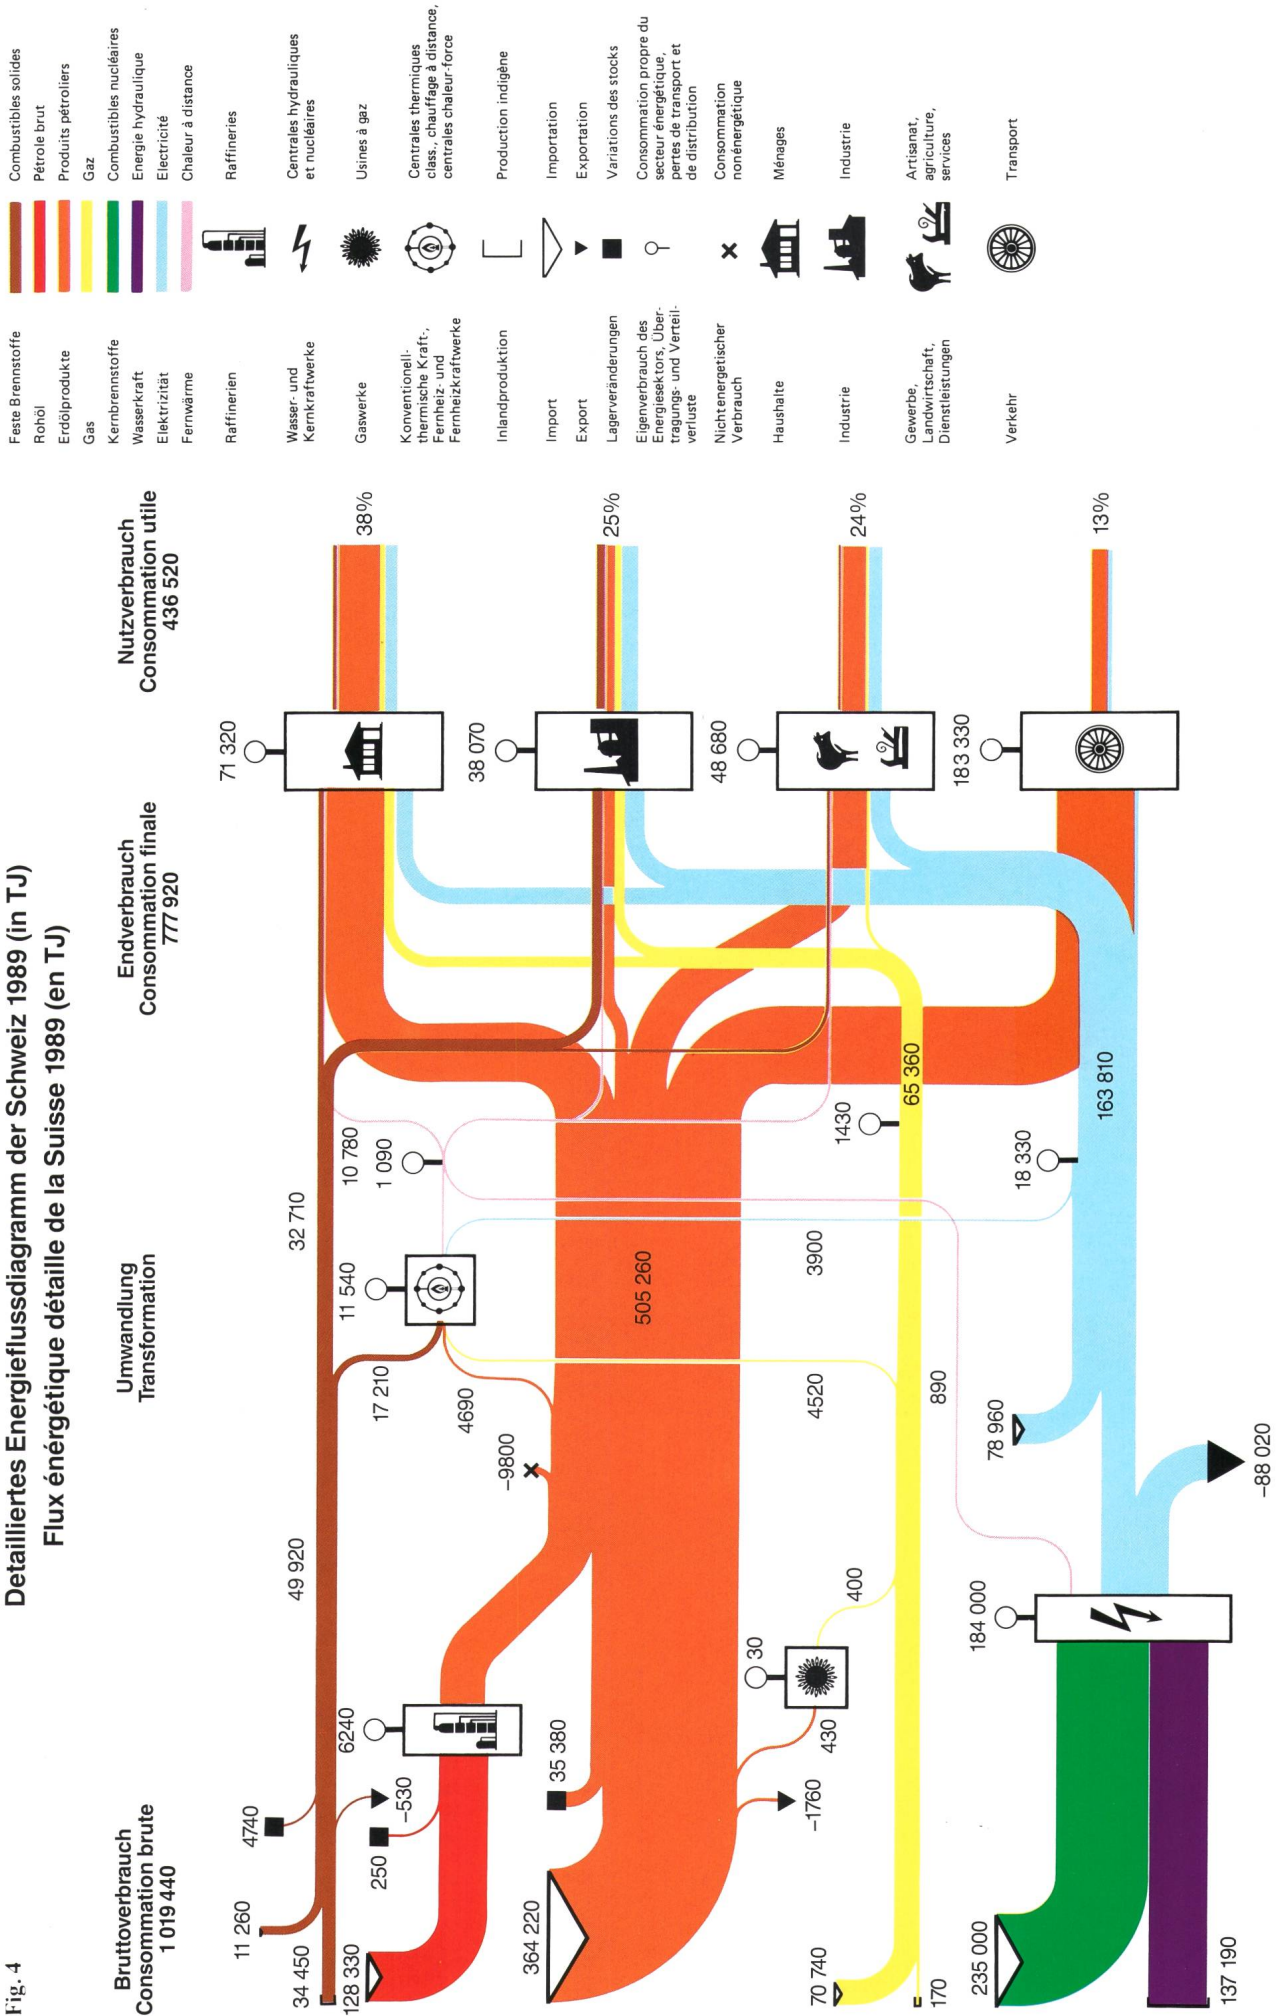 Fig. 4
Detailliertes Energieflussdiagramm der Schweiz 1989 (in TJ)
Flux énérgétique détaille de la Suisse 1989 (en TJ)
Bruttoverbrauch
Consommation brute
1 019 440
Umwandlung
Transformation
Endverbrauch
Consommation finale
777 920
Nutzverbrauch
Consommation utile
436 520
11 260
4740
34 450
–530
49 920
32 710
128 330
250
6240
17 210
11 540
10 780
1 090
4690
–9800
364 220
35 380
505 260
–1760
430
30
400
4520
3900
1430
70 740
170
890
65 360
235 000
137 190
184 000
78 960
–88 020
18 330
163 810
71 320
38 070
48 680
183 330
38%
25%
24%
13%
Feste Brennstoffe
Combustibles solides
Rohöl
Pétrole brut
Erdölprodukte
Produits pétroliers
Gas
Gaz
Kernbrennstoffe
Combustibles nucléaires
Wasserkraft
Energie hydraulique
Elektrizität
Electricité
Fernwärme
Chaleur à distance
Raffinerien
Raffineries
Wasser- und
Kernkraftwerke
Centrales hydrauliques
et nucléaires
Gaswerke
Usines à gaz
Konventionell-
thermische Kraft-,
Fernheiz- und
Fernheizkraftwerke
Centrales thermiques
class., chauffage à distance,
centrales chaleur-force
Inlandproduktion
Production indigène
Import
Importation
Export
Exportation
Lagerveränderungen
Variations des stocks
Eigenverbrauch des
Energiesektors, Über-
tragungs- und Verteil-
verluste
Consommation propre du
secteur énergétique,
pertes de transport et
de distribution
Nichtenergetischer
Verbrauch
Consommation
nonénergétique
Haushalte
Ménages
Industrie
Industrie
Gewerbe,
Landwirtschaft,
Dienstleistungen
Artisanat,
agriculture,
services
Verkehr
Transport